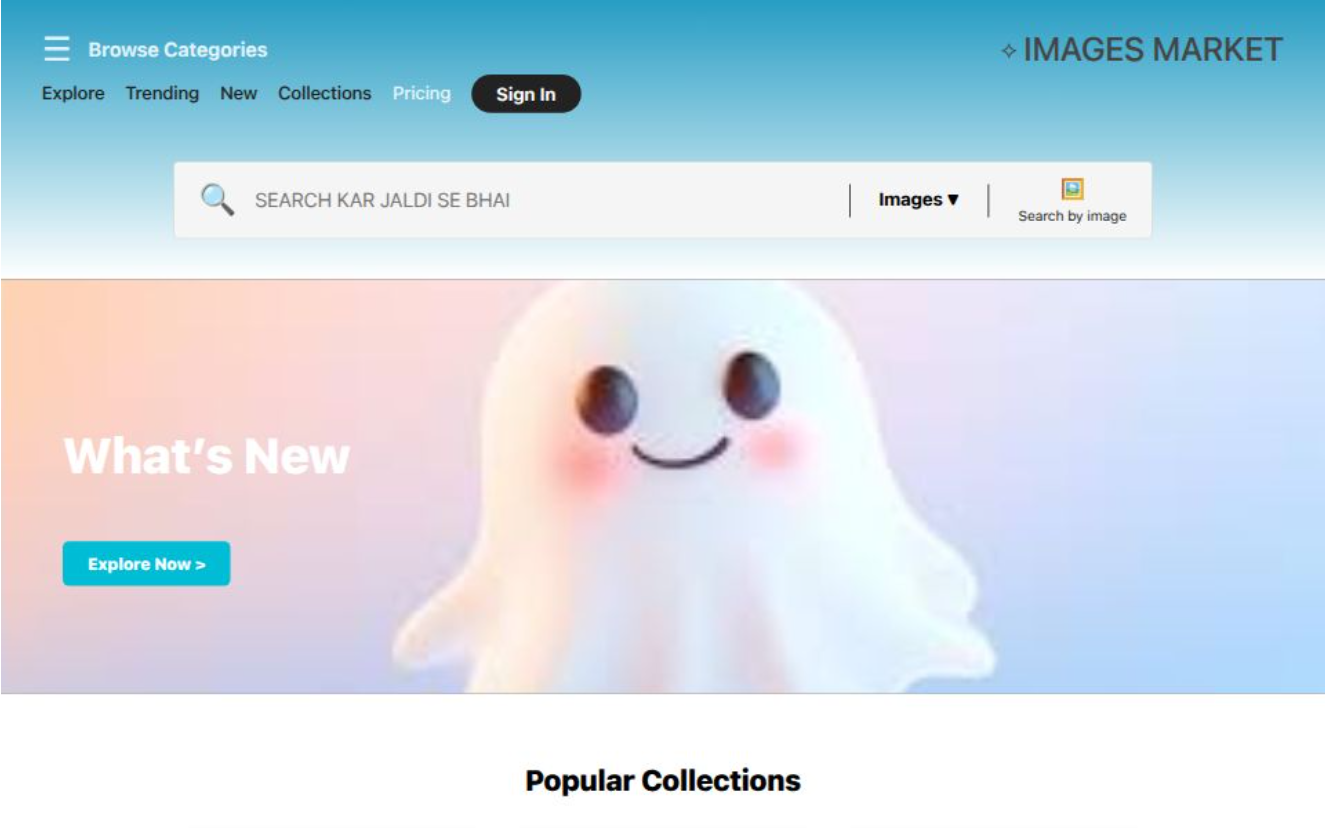 ☰ Browse Categories
✧ IMAGES MARKET
Explore Trending New Collections Pricing Sign In
SEARCH KAR JALDI SE BHAI
Images ▼
Search by image
What’s New
Explore Now >
Popular Collections